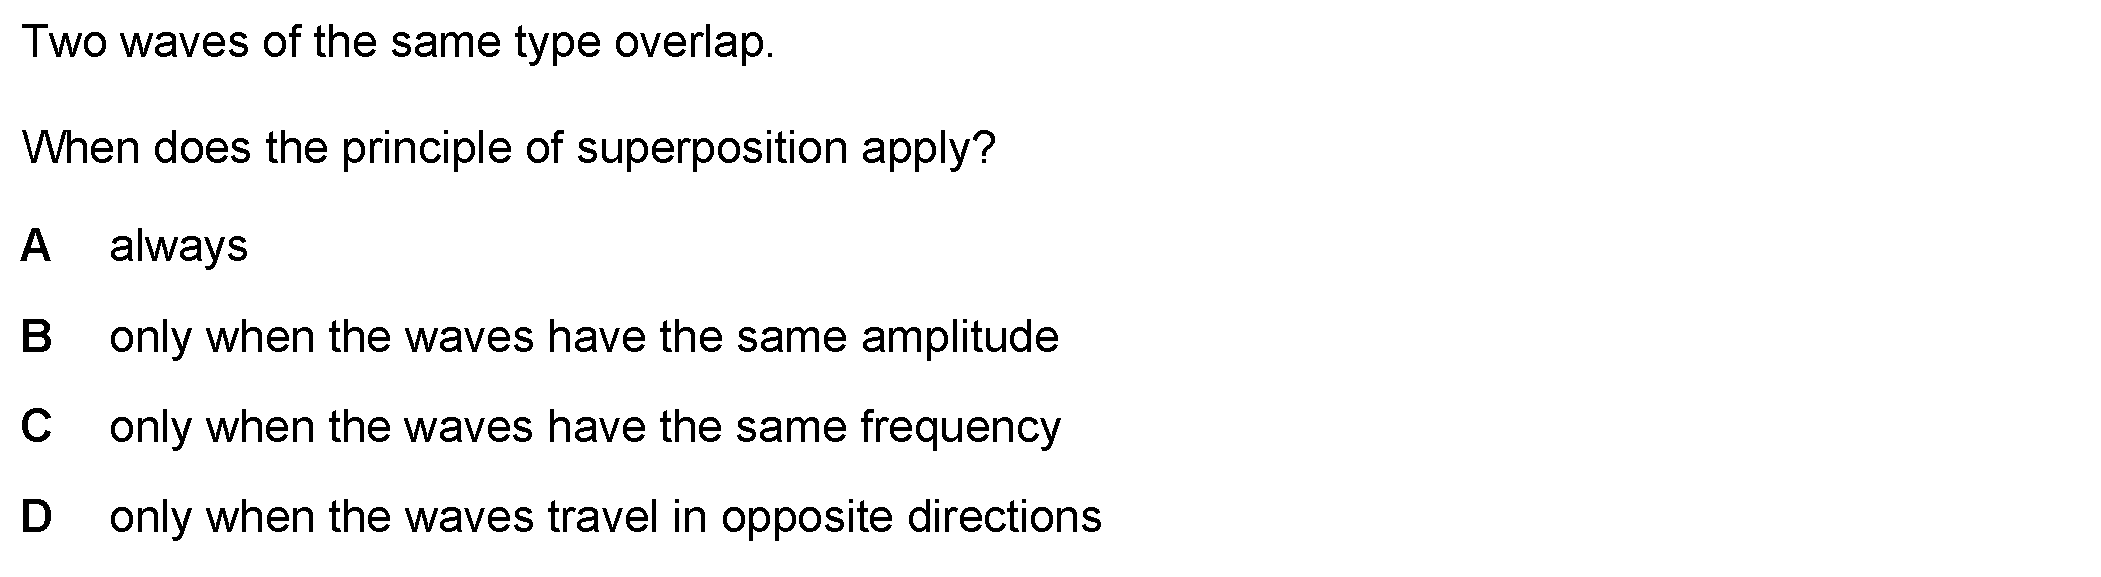 Two waves of the same type overlap.
When does the principle of superposition apply?
A always
B only when the waves have the same amplitude
C only when the waves have the same frequency
D only when the waves travel in opposite directions